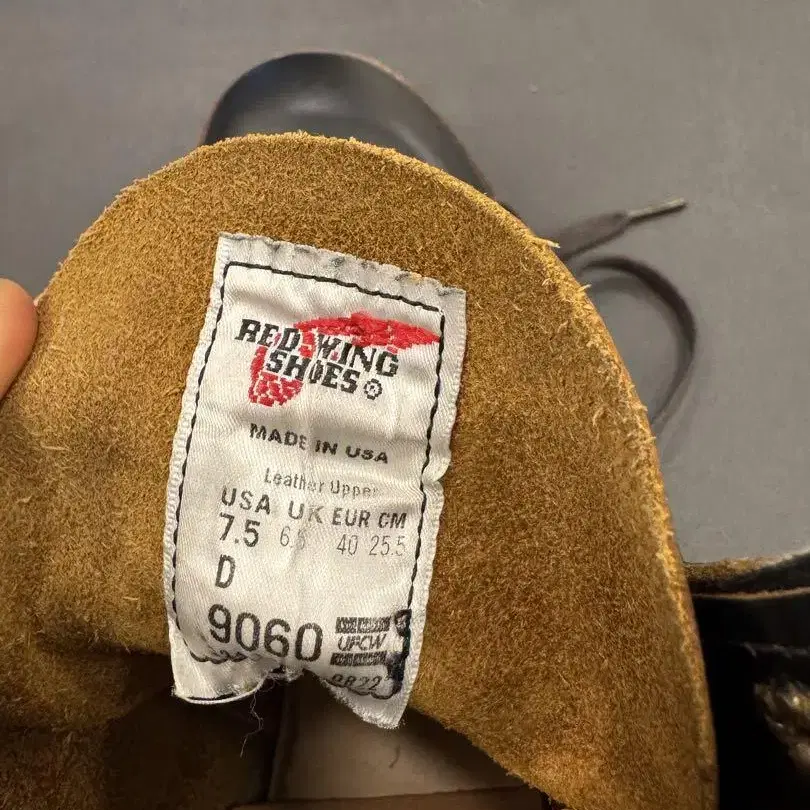 RED WING
SHOES®
MADE IN USA
Leather Upper
USA UK EUR CM
7.5 6.5 40 25.5
D
9060
UFCW